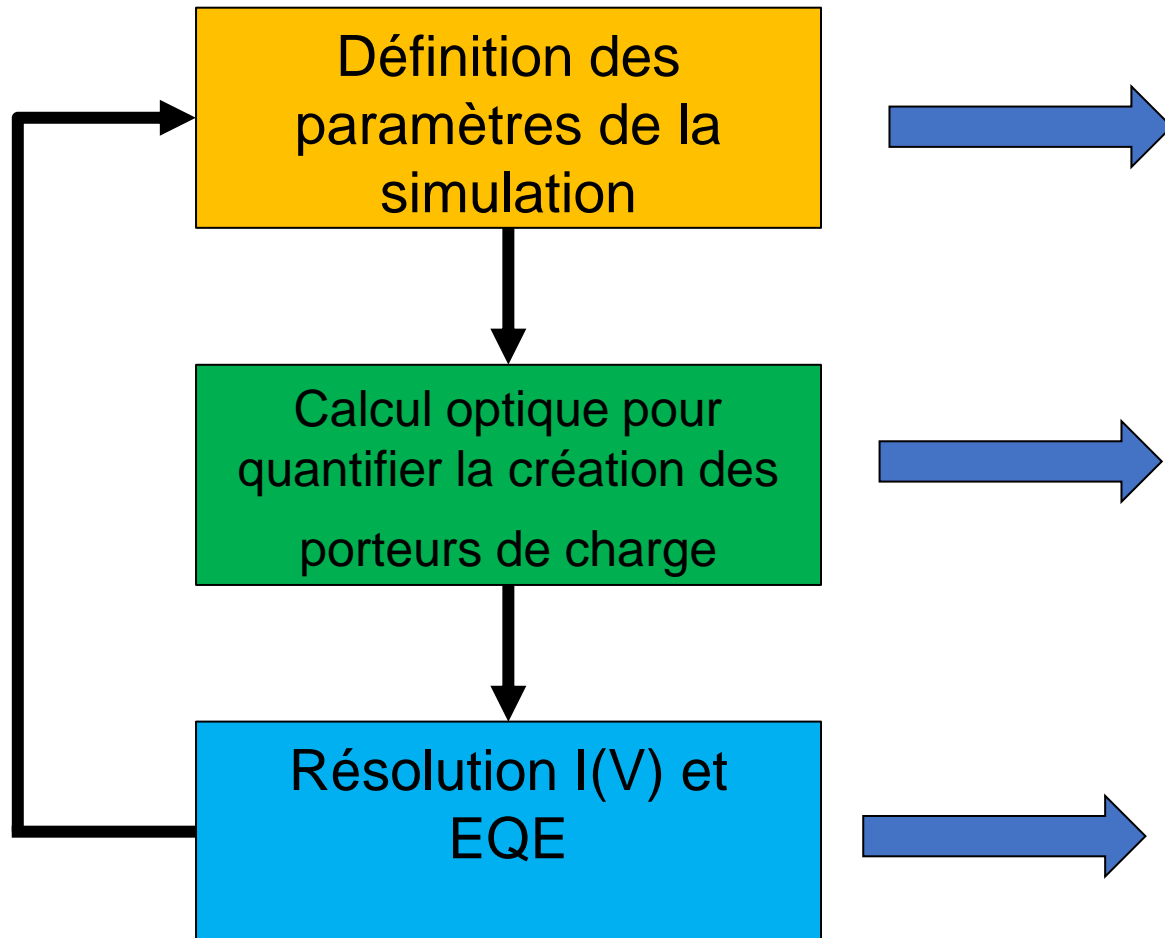 Définition des
paramètres de la
simulation
Calcul optique pour
quantifier la création des
porteurs de charge
Résolution I(V) et
EQE